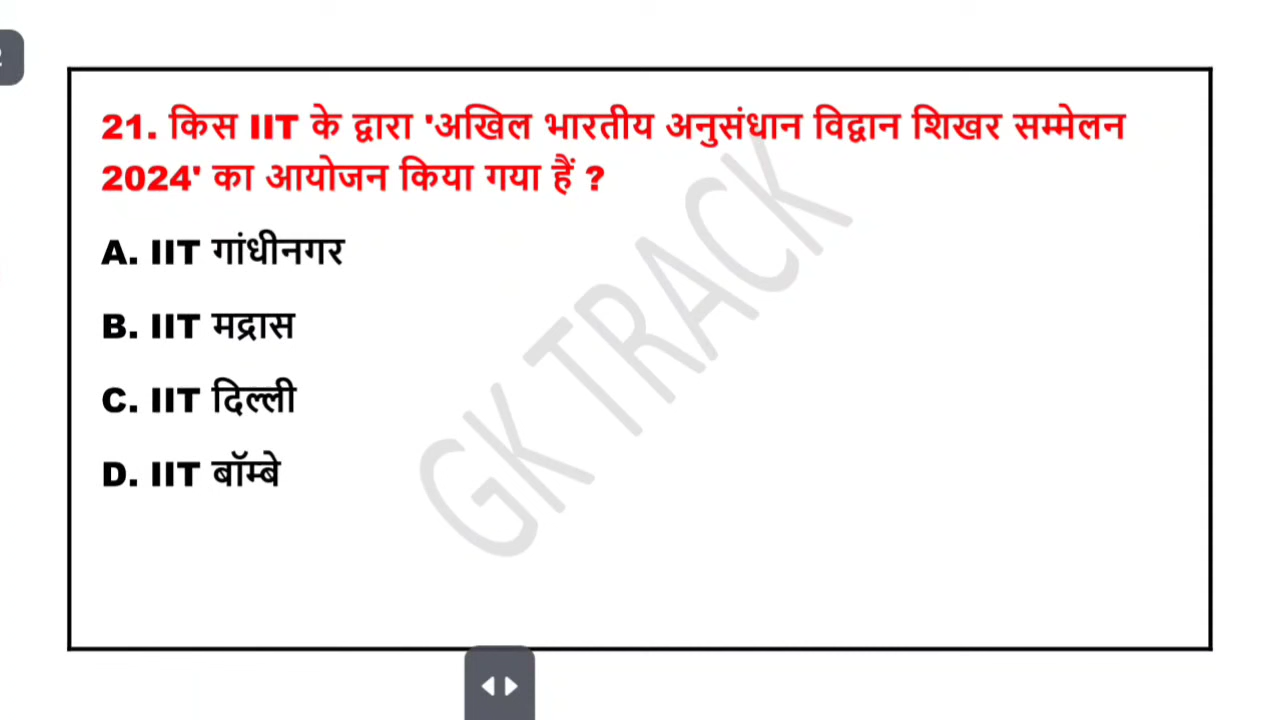 2
21. किस IIT के द्वारा 'अखिल भारतीय अनुसंधान विद्वान शिखर सम्मेलन
2024' का आयोजन किया गया हैं ?
A. IIT गांधीनगर
B. IIT मद्रास
C. IIT दिल्ली
D. IIT बॉम्बे
GK TRACK